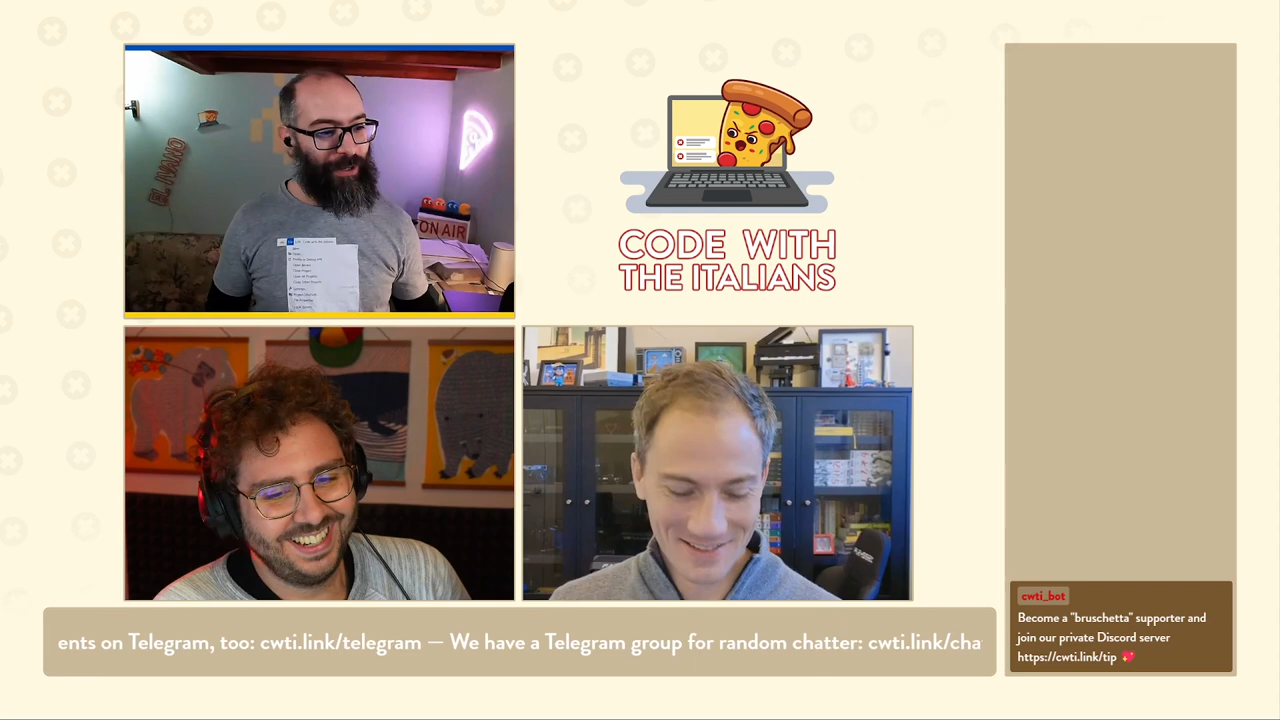 EL IVANO
ON AIR
CODE WITH
THE ITALIANS
ents on Telegram, too: cwti.link/telegram — We have a Telegram group for random chatter: cwti.link/cha
cwti_bot
Become a "bruschetta" supporter and
join our private Discord server
https://cwti.link/tip 💖